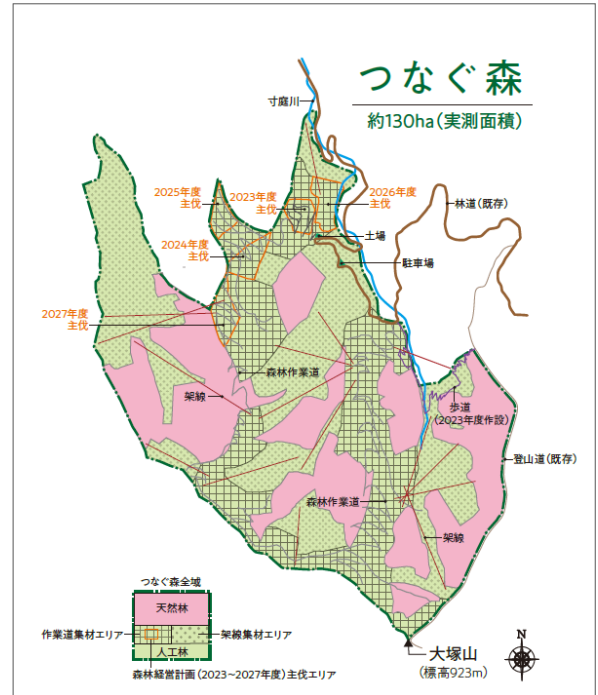 つなぐ森
約130ha(実測面積)
寸庭川
2025年度
主伐
2023年度
主伐
2026年度
主伐
林道(既存)
2024年度
主伐
土場
駐車場
2027年度
主伐
森林作業道
架線
歩道
(2023年度作設)
登山道(既存)
森林作業道
架線
つなぐ森全域
天然林
作業道集材エリア
架線集材エリア
人工林
森林経営計画(2023~2027年度)主伐エリア
大塚山
(標高923m)
N